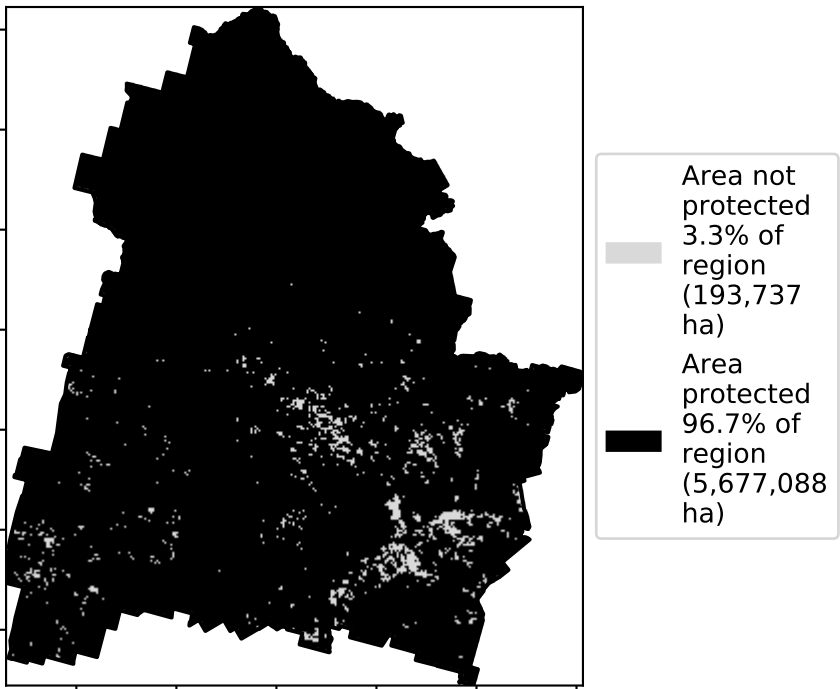 Area not
protected
3.3% of
region
(193,737
ha)
Area
protected
96.7% of
region
(5,677,088
ha)